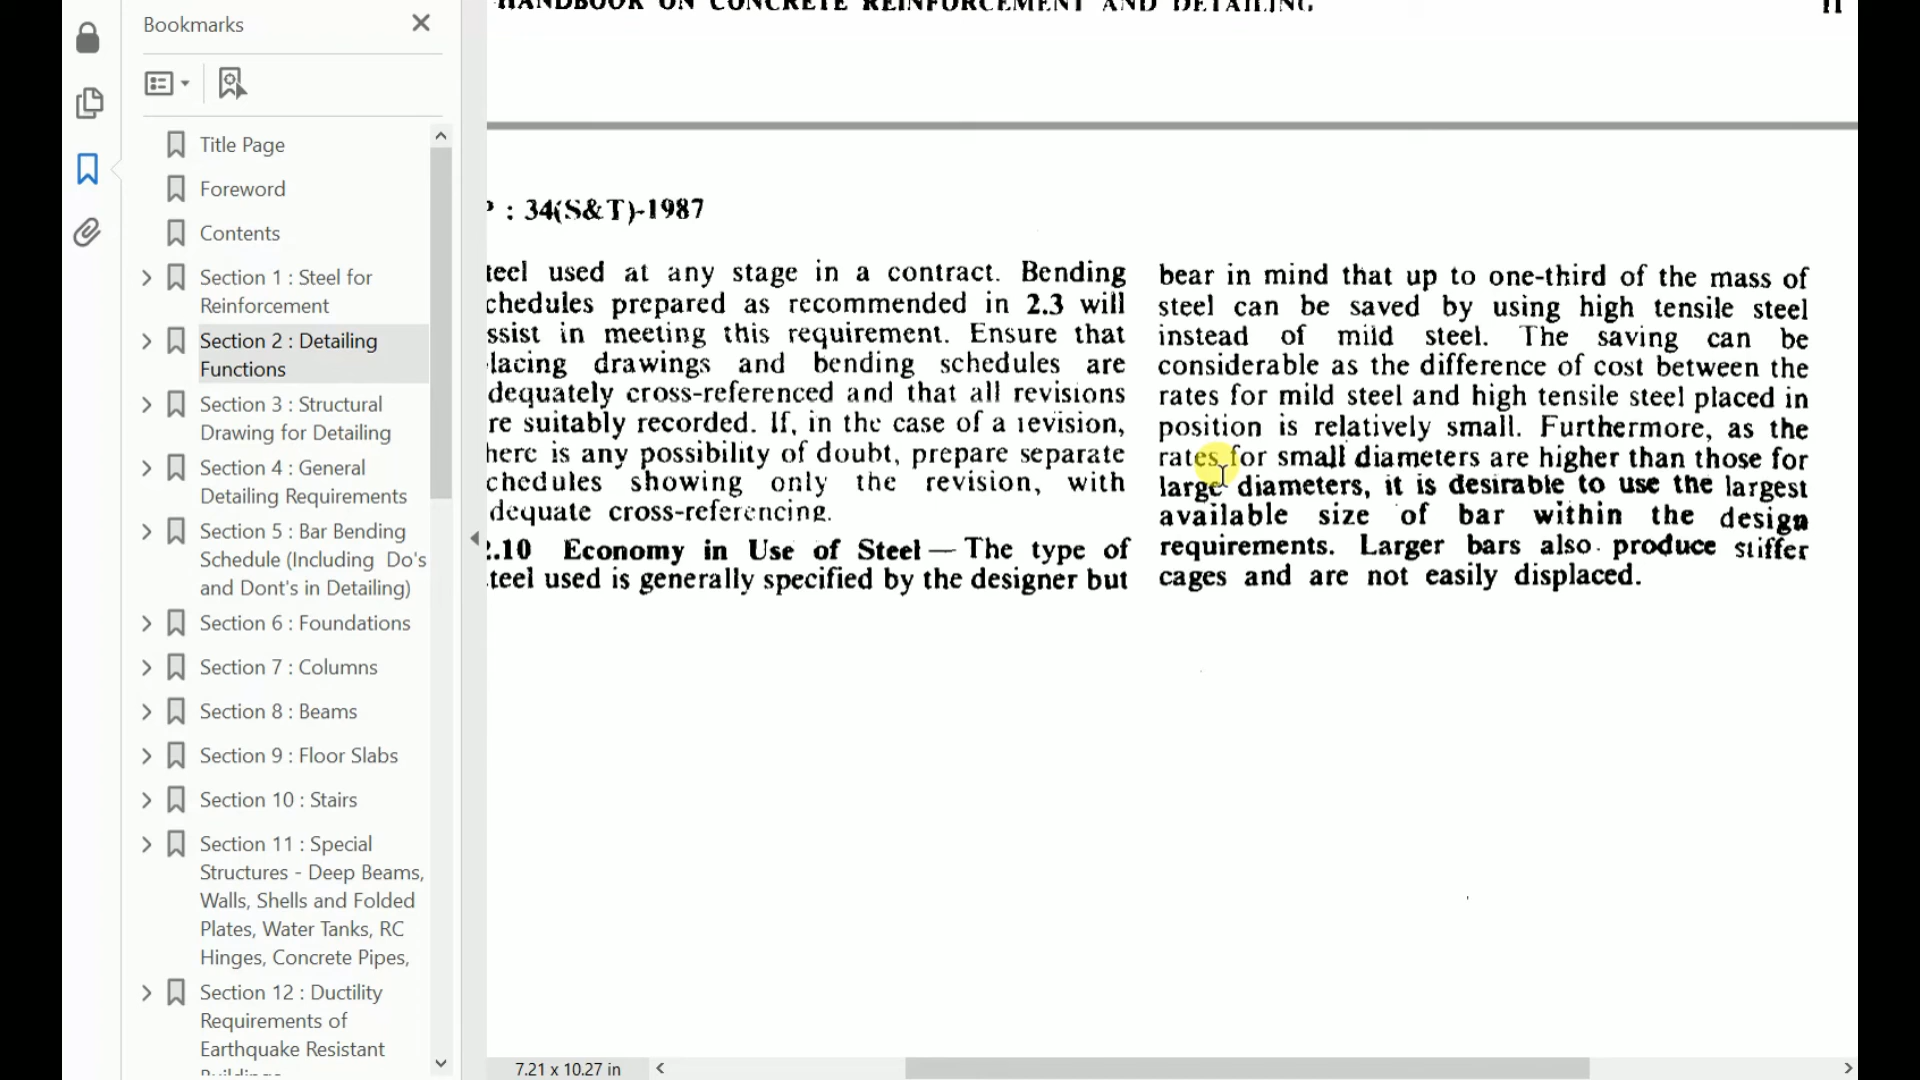 Bookmarks
Title Page
Foreword
Contents
Section 1 : Steel for
Reinforcement
Section 2 : Detailing
Functions
Section 3 : Structural
Drawing for Detailing
Section 4 : General
Detailing Requirements
Section 5 : Bar Bending
Schedule (Including Do's
and Dont's in Detailing)
Section 6 : Foundations
Section 7 : Columns
Section 8 : Beams
Section 9 : Floor Slabs
Section 10 : Stairs
Section 11 : Special
Structures - Deep Beams,
Walls, Shells and Folded
Plates, Water Tanks, RC
Hinges, Concrete Pipes,
Section 12 : Ductility
Requirements of
Earthquake Resistant
HANDBOOK ON CONCRETE REINFORCEMENT AND DETAILING
11
: 34(S&T)-1987
teel used at any stage in a contract. Bending
chedules prepared as recommended in 2.3 will
ssist in meeting this requirement. Ensure that
lacing drawings and bending schedules are
dequately cross-referenced and that all revisions
re suitably recorded. If, in the case of a revision,
here is any possibility of doubt, prepare separate
chedules showing only the revision, with
dequate cross-referencing.
2.10 Economy in Use of Steel — The type of
teel used is generally specified by the designer but
bear in mind that up to one-third of the mass of
steel can be saved by using high tensile steel
instead of mild steel. The saving can be
considerable as the difference of cost between the
rates for mild steel and high tensile steel placed in
position is relatively small. Furthermore, as the
rates for small diameters are higher than those for
large diameters, it is desirable to use the largest
available size of bar within the design
requirements. Larger bars also produce stiffer
cages and are not easily displaced.
7.21 x 10.27 in